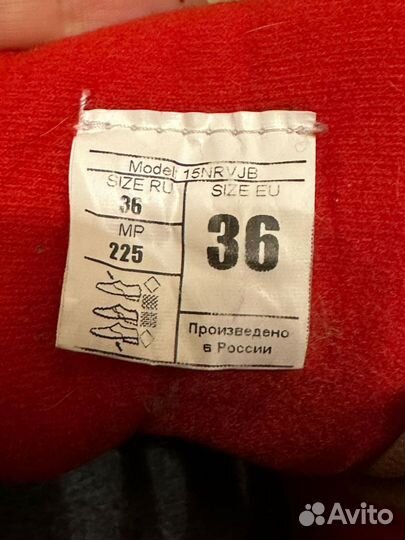 Model: 15NRVJB
SIZE RU
36
MP
225
SIZE EU
36
Произведено
в России
Avito